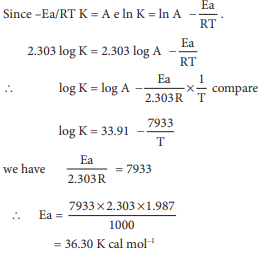 Since –Ea/RT K = A e ln K = ln A – Ea/RT .
2.303 log K = 2.303 log A – Ea/RT
∴ log K = log A – Ea/2.303 R × 1/T compare
log K = 33.91 – 7933/T
we have Ea/2.303 R = 7933
∴ Ea = 7933×2.303×1.987/1000
= 36.30 K cal mol⁻¹